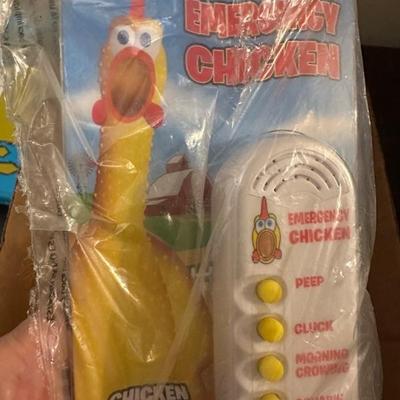 EMERGENCY
CHICKEN
EMERGENCY
CHICKEN
PEEP
CLUCK
MORNING
CROWING
CHICKEN